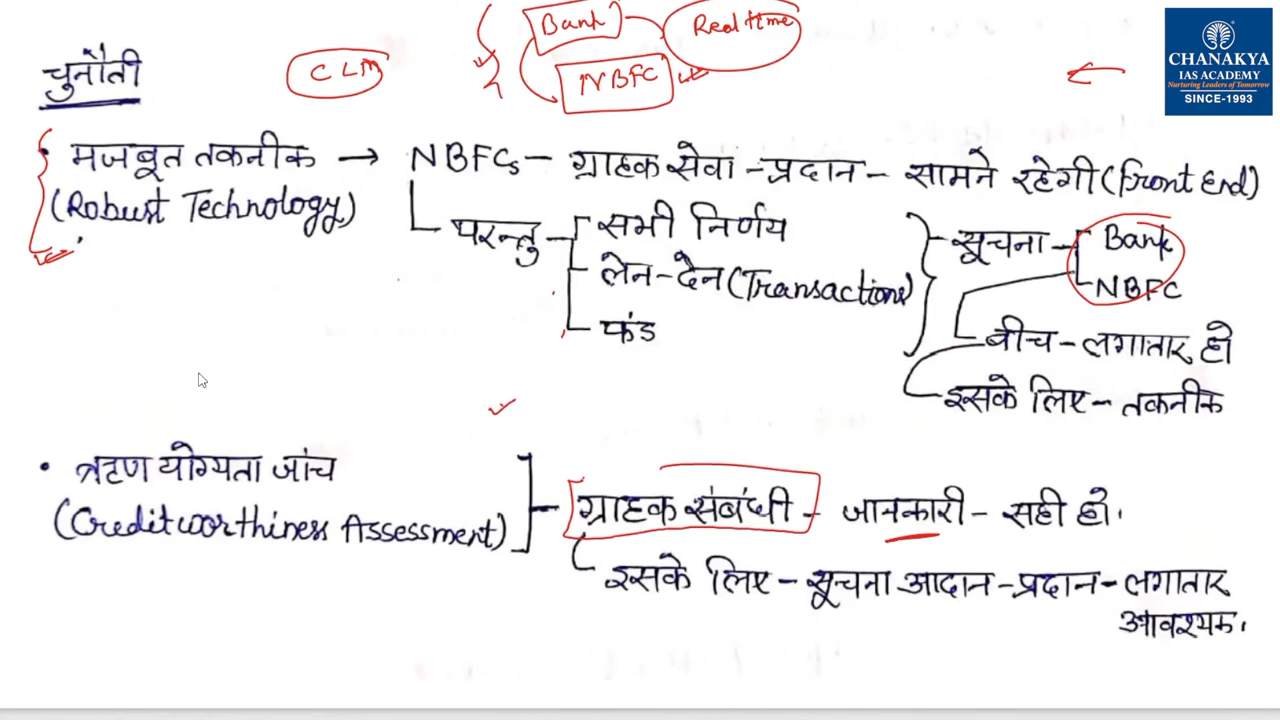 Bank
Real time
CLM
NBFC
चुनौती
CHANAKYA
IAS ACADEMY
Nurturing Leaders of Tomorrow
SINCE-1993
• मजबूत तकनीक → NBFCs – ग्राहक सेवा – प्रदान – सामने रहेगी (Front End)
(Robust Technology)
परन्तु – सभी निर्णय
लेन-देन (Transactions)
फंड
सूचना – Bank
NBFC
बीच – लगातार हो
इसके लिए – तकनीक
• ऋण योग्यता जांच
(Creditworthiness Assessment)
ग्राहक संबंधी – जानकारी – सही हो.
इसके लिए – सूचना आदान-प्रदान – लगातार
आवश्यक.